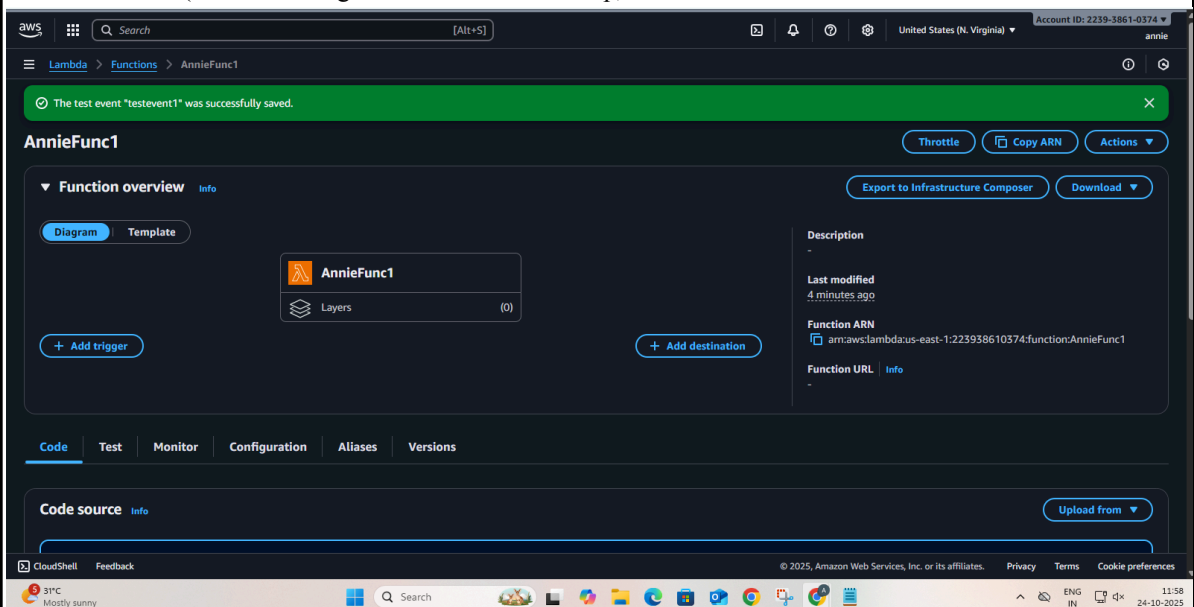 aws
Search [Alt+S]
United States (N. Virginia) ▼
Account ID: 2239-3861-0374 ▼
annie
Lambda > Functions > AnnieFunc1
The test event "testevent1" was successfully saved.
AnnieFunc1
Throttle
Copy ARN
Actions ▼
▼ Function overview Info
Export to Infrastructure Composer
Download ▼
Diagram
Template
AnnieFunc1
Layers (0)
+ Add trigger
+ Add destination
Description
-
Last modified
4 minutes ago
Function ARN
arn:aws:lambda:us-east-1:223938610374:function:AnnieFunc1
Function URL Info
-
Code Test Monitor Configuration Aliases Versions
Code source Info
Upload from ▼
CloudShell Feedback
© 2025, Amazon Web Services, Inc. or its affiliates. Privacy Terms Cookie preferences
5
31°C
Mostly sunny
Search
ENG
IN
11:58
24-10-2025